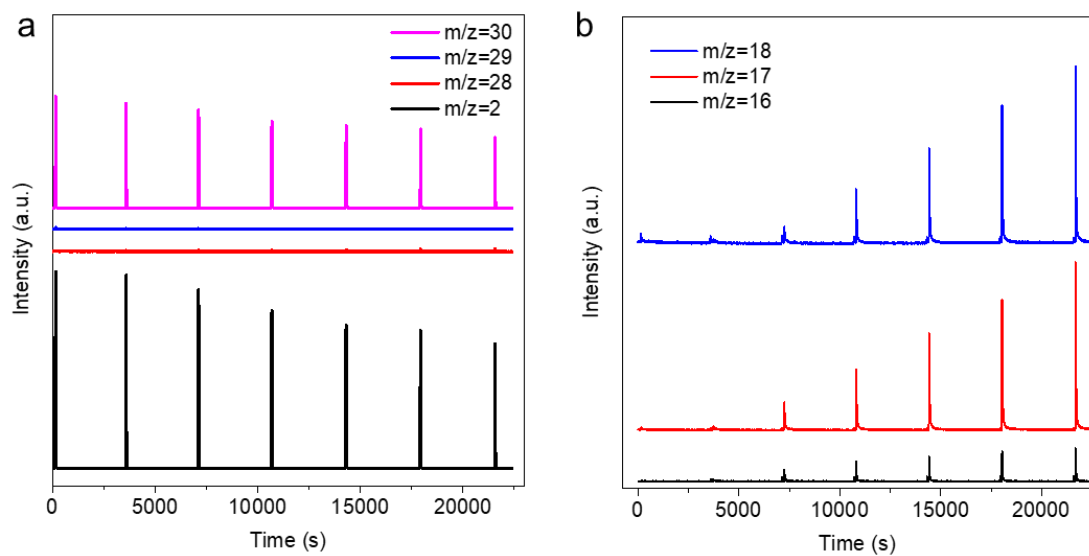 a
m/z=30
m/z=29
m/z=28
m/z=2
Intensity (a.u.)
0 5000 10000 15000 20000
Time (s)
b
m/z=18
m/z=17
m/z=16
Intensity (a.u.)
0 5000 10000 15000 20000
Time (s)